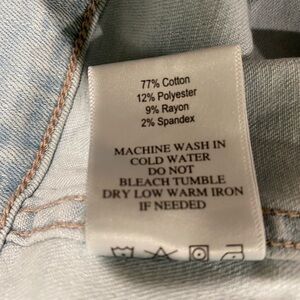 77% Cotton
12% Polyester
9% Rayon
2% Spandex
MACHINE WASH IN
COLD WATER
DO NOT
BLEACH TUMBLE
DRY LOW WARM IRON
IF NEEDED